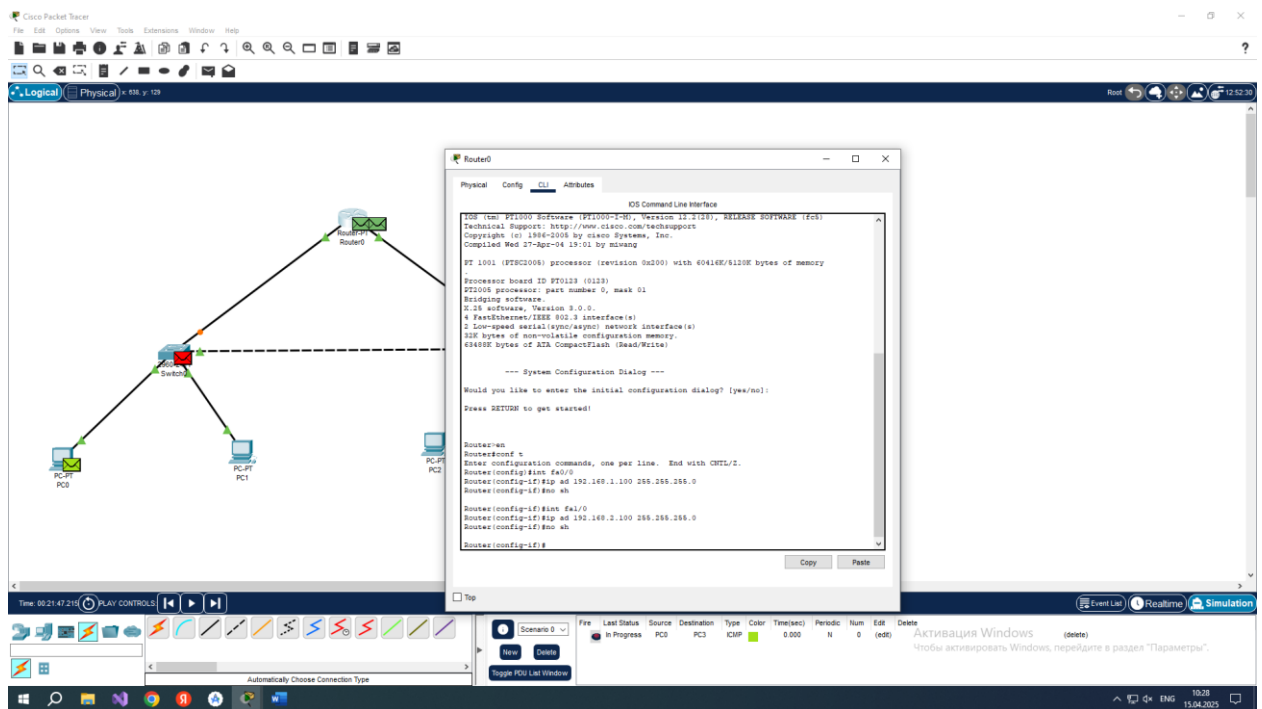 Cisco Packet Tracer
File Edit Options View Tools Extensions Window Help
?
Logical Physical x: 638, y: 129
Root 12:52:30
Router0
Physical Config CLI Attributes
IOS Command Line Interface
IOS (tm) PT1000 Software (PT1000-I-M), Version 12.2(28), RELEASE SOFTWARE (fc5)
Technical Support: http://www.cisco.com/techsupport
Copyright (c) 1986-2005 by cisco Systems, Inc.
Compiled Wed 27-Apr-04 19:01 by miwang
PT 1001 (PTSC2005) processor (revision 0x200) with 60416K/5120K bytes of memory
.
Processor board ID PT0123 (0123)
PT2005 processor: part number 0, mask 01
Bridging software.
X.25 software, Version 3.0.0.
4 FastEthernet/IEEE 802.3 interface(s)
2 Low-speed serial(sync/async) network interface(s)
32K bytes of non-volatile configuration memory.
63488K bytes of ATA CompactFlash (Read/Write)
--- System Configuration Dialog ---
Would you like to enter the initial configuration dialog? [yes/no]:
Press RETURN to get started!
Router>en
Router#conf t
Enter configuration commands, one per line. End with CNTL/Z.
Router(config)#int fa0/0
Router(config-if)#ip ad 192.168.1.100 255.255.255.0
Router(config-if)#no sh
Router(config-if)#int fa1/0
Router(config-if)#ip ad 192.168.2.100 255.255.255.0
Router(config-if)#no sh
Router(config-if)#
Copy Paste
Top
Router-PT
Router0
Switch0
PC-PT
PC0
PC-PT
PC1
PC-PT
PC2
Time: 00:21:47.215 PLAY CONTROLS:
Event List Realtime Simulation
Scenario 0
New Delete
Toggle PDU List Window
Fire Last Status Source Destination Type Color Time(sec) Periodic Num Edit Delete
In Progress PC0 PC3 ICMP 0.000 N 0 (edit) (delete)
Automatically Choose Connection Type
Активация Windows
Чтобы активировать Windows, перейдите в раздел "Параметры".
ENG 10:28
15.04.2025